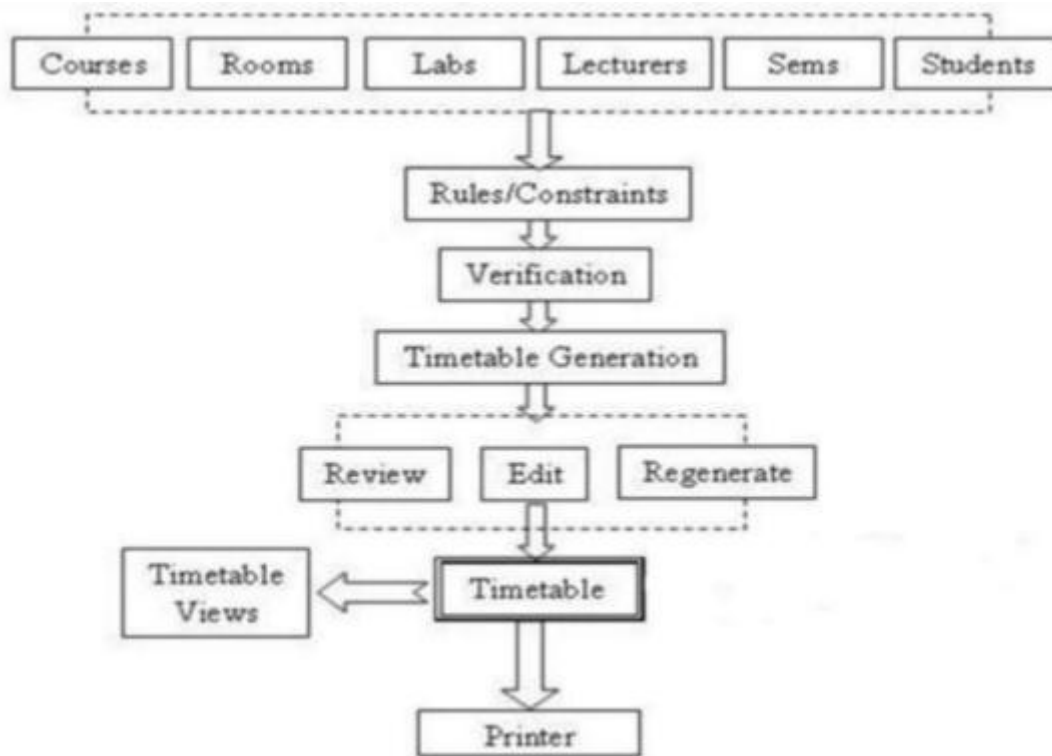 Courses Rooms Labs Lecturers Sems Students
Rules/Constraints
Verification
Timetable Generation
Review Edit Regenerate
Timetable
Views
Timetable
Printer